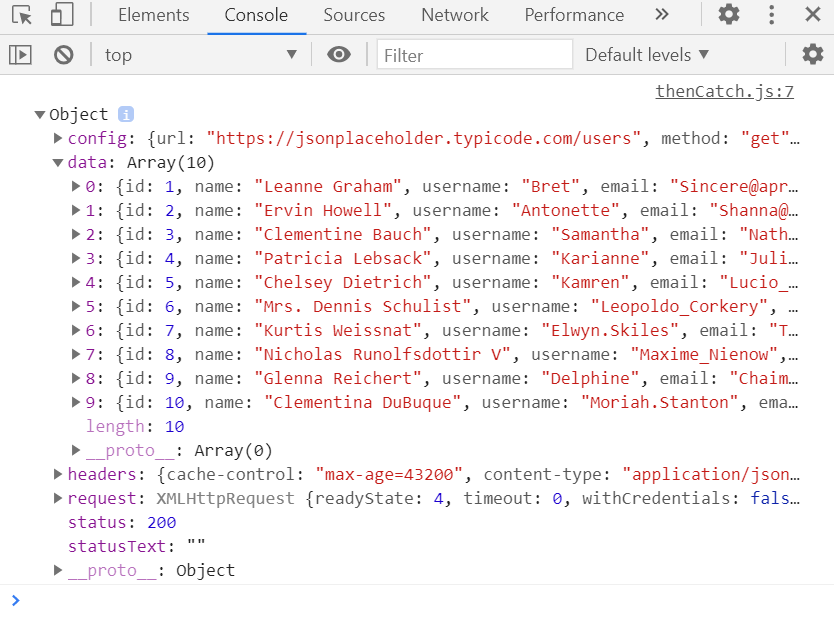 Elements Console Sources Network Performance »
top ▼ Filter Default levels ▼
thenCatch.js:7
▼Object i
▶config: {url: "https://jsonplaceholder.typicode.com/users", method: "get"…
▼data: Array(10)
▶0: {id: 1, name: "Leanne Graham", username: "Bret", email: "Sincere@apr…
▶1: {id: 2, name: "Ervin Howell", username: "Antonette", email: "Shanna@…
▶2: {id: 3, name: "Clementine Bauch", username: "Samantha", email: "Nath…
▶3: {id: 4, name: "Patricia Lebsack", username: "Karianne", email: "Juli…
▶4: {id: 5, name: "Chelsey Dietrich", username: "Kamren", email: "Lucio_…
▶5: {id: 6, name: "Mrs. Dennis Schulist", username: "Leopoldo_Corkery", …
▶6: {id: 7, name: "Kurtis Weissnat", username: "Elwyn.Skiles", email: "T…
▶7: {id: 8, name: "Nicholas Runolfsdottir V", username: "Maxime_Nienow",…
▶8: {id: 9, name: "Glenna Reichert", username: "Delphine", email: "Chaim…
▶9: {id: 10, name: "Clementina DuBuque", username: "Moriah.Stanton", ema…
length: 10
▶__proto__: Array(0)
▶headers: {cache-control: "max-age=43200", content-type: "application/json…
▶request: XMLHttpRequest {readyState: 4, timeout: 0, withCredentials: fals…
status: 200
statusText: ""
▶__proto__: Object
>